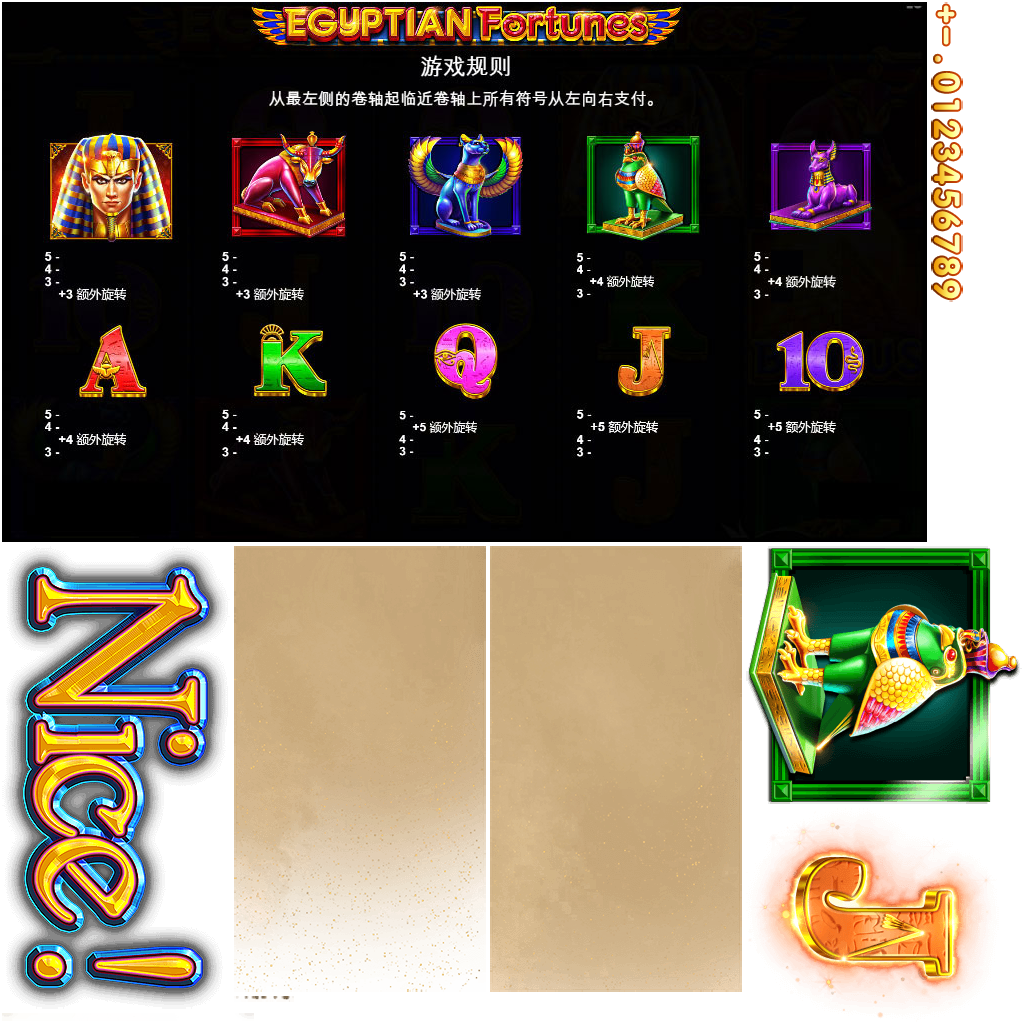 EGYPTIAN Fortunes
游戏规则
从最左侧的卷轴起临近卷轴上所有符号从左向右支付。
5 -
4 -
3 -
+3 额外旋转
5 -
4 -
3 -
+3 额外旋转
5 -
4 -
3 -
+3 额外旋转
5 -
4 -
+4 额外旋转
3 -
5 -
4 -
+4 额外旋转
3 -
A
K
Q
J
10
5 -
4 -
+4 额外旋转
3 -
5 -
4 -
+4 额外旋转
3 -
5 -
+5 额外旋转
4 -
3 -
5 -
+5 额外旋转
4 -
3 -
5 -
+5 额外旋转
4 -
3 -
+-.0123456789
Nice!
J